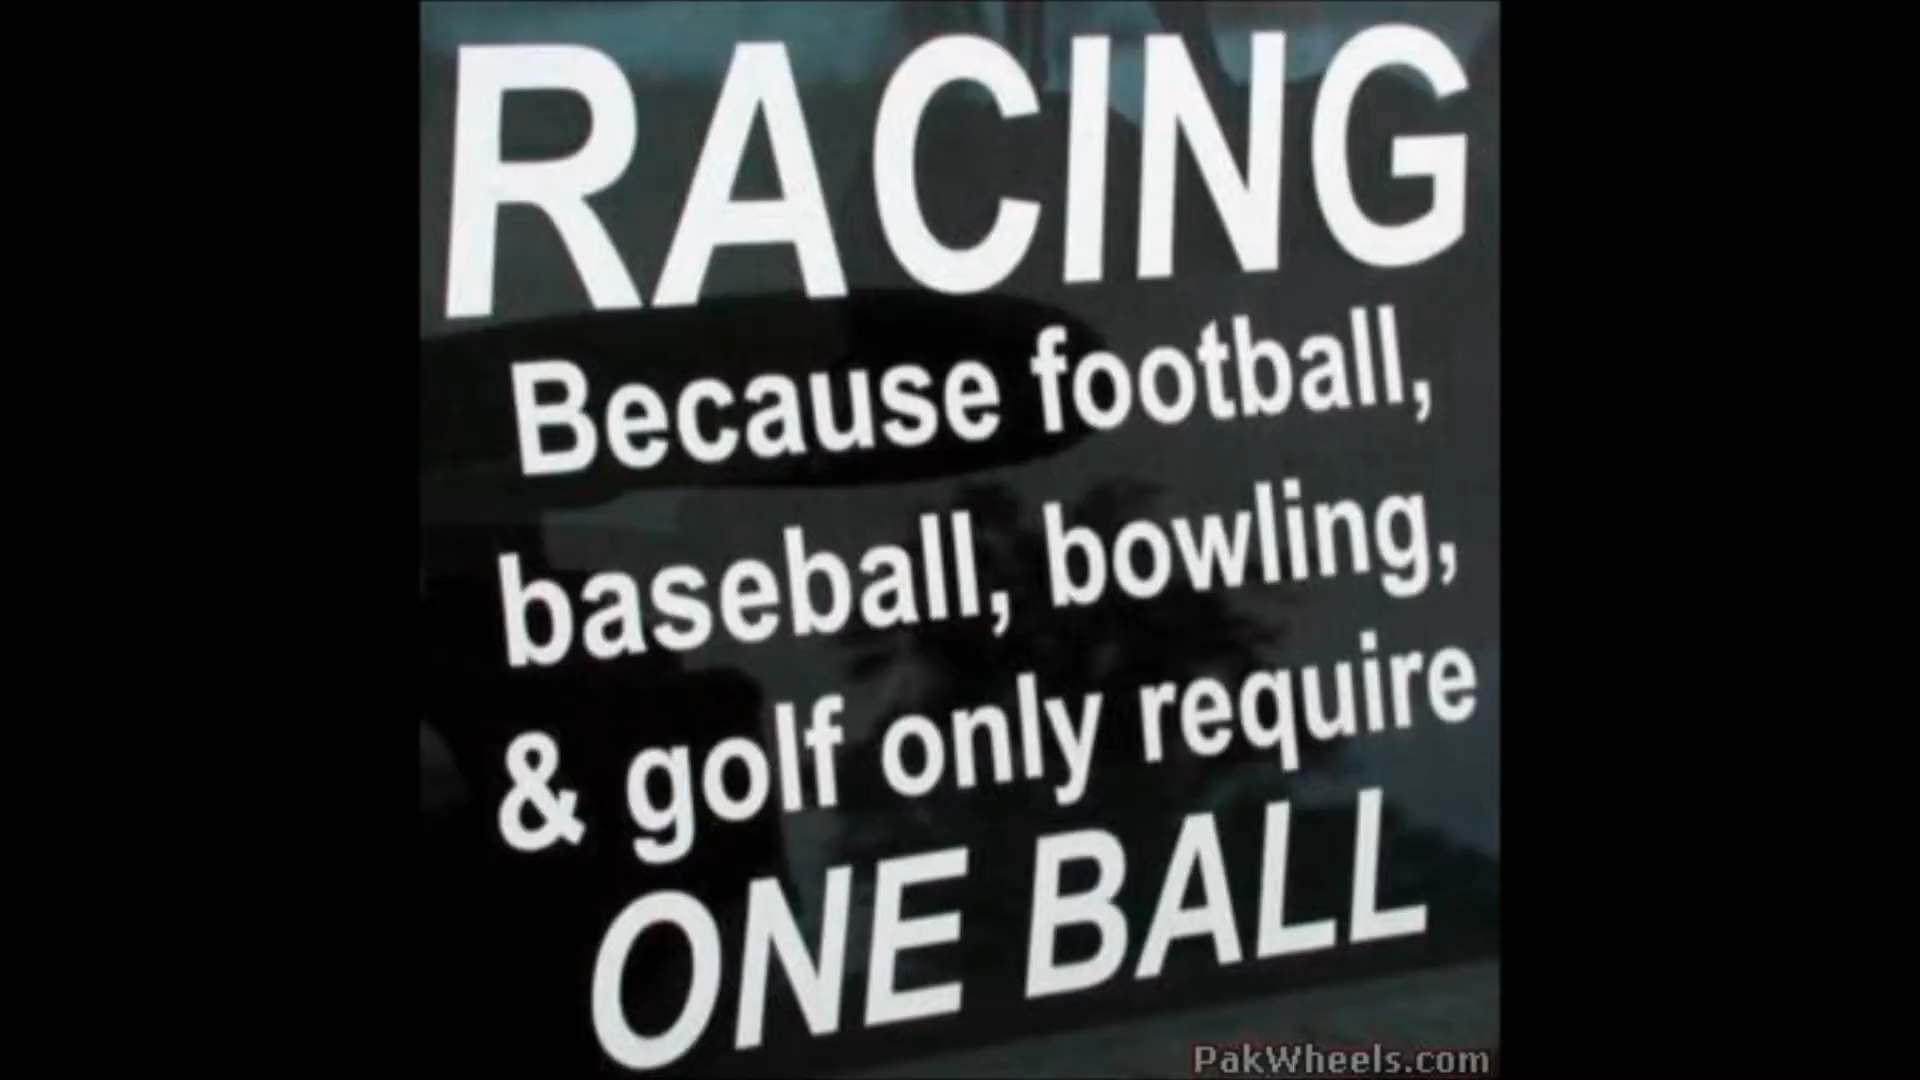 RACING
Because football,
baseball, bowling,
& golf only require
ONE BALL
PakWheels.com